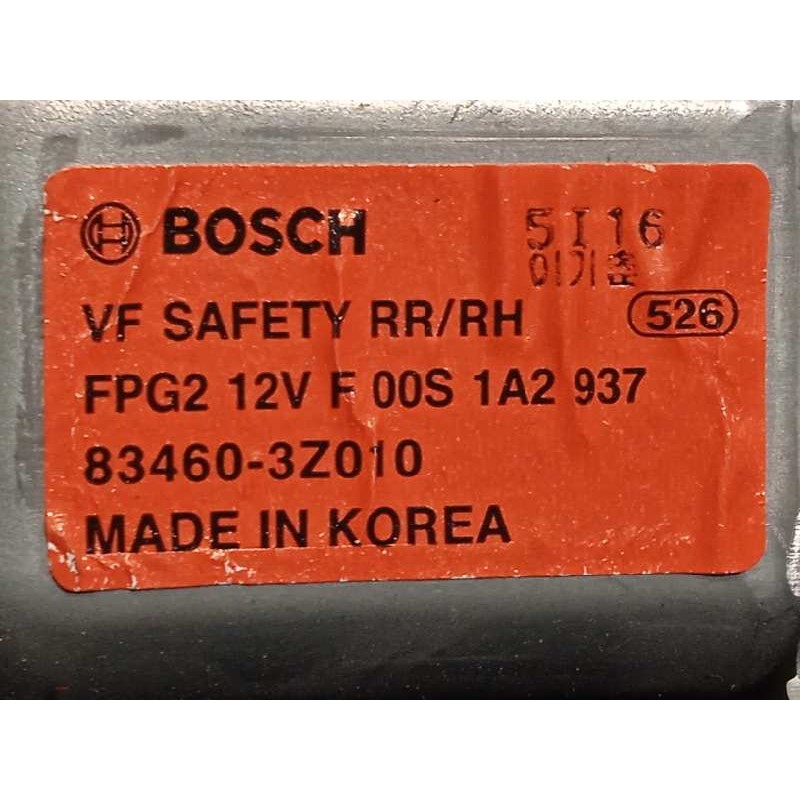 BOSCH
5I16
이기춘
VF SAFETY RR/RH
526
FPG2 12V F 00S 1A2 937
83460-3Z010
MADE IN KOREA